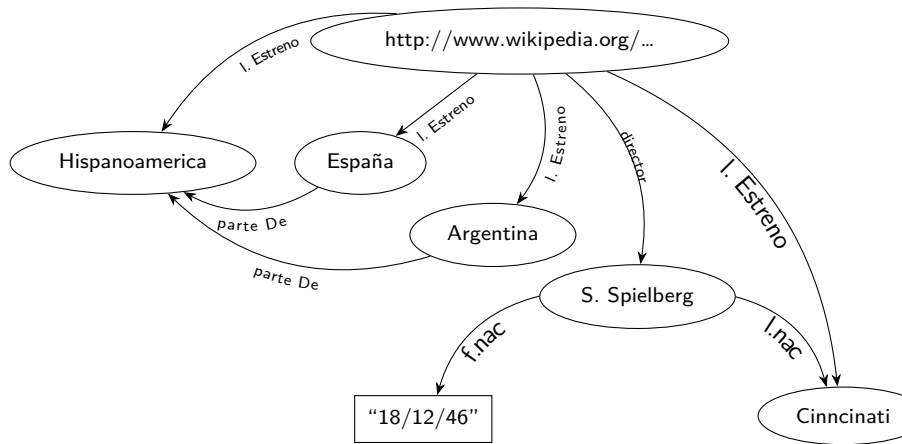 http://www.wikipedia.org/...
l. Estreno
l. Estreno
l. Estreno
director
l. Estreno
Hispanoamerica
España
parte De
Argentina
parte De
S. Spielberg
f.nac
l.nac
“18/12/46”
Cinncinati